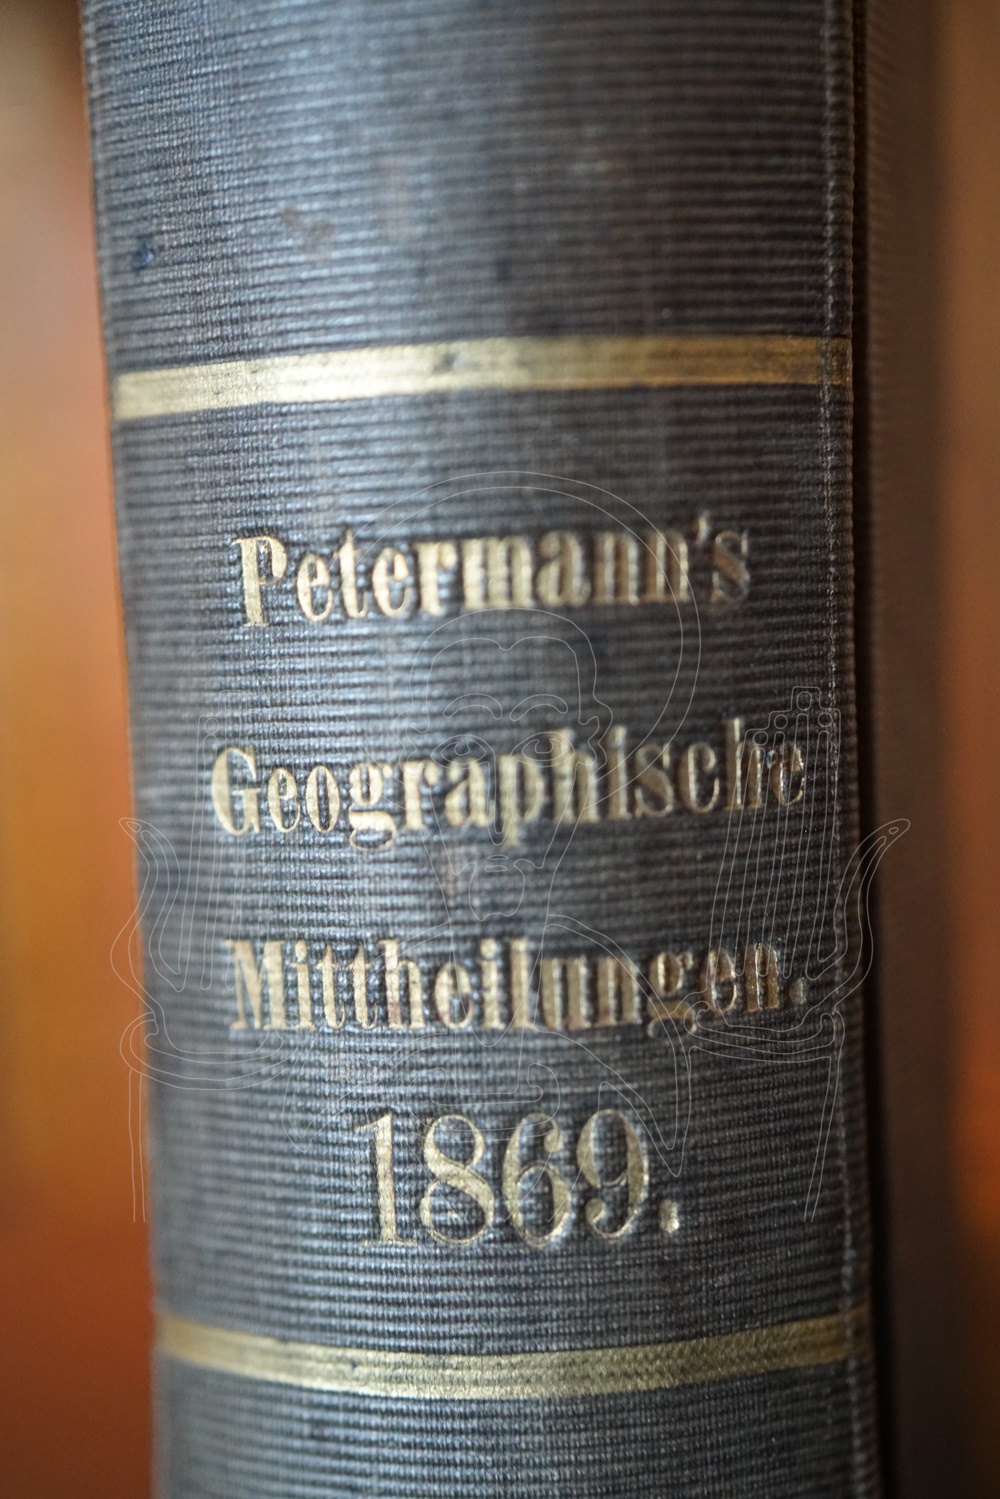 Petermann's
Geographische
Mittheilungen.
1869.